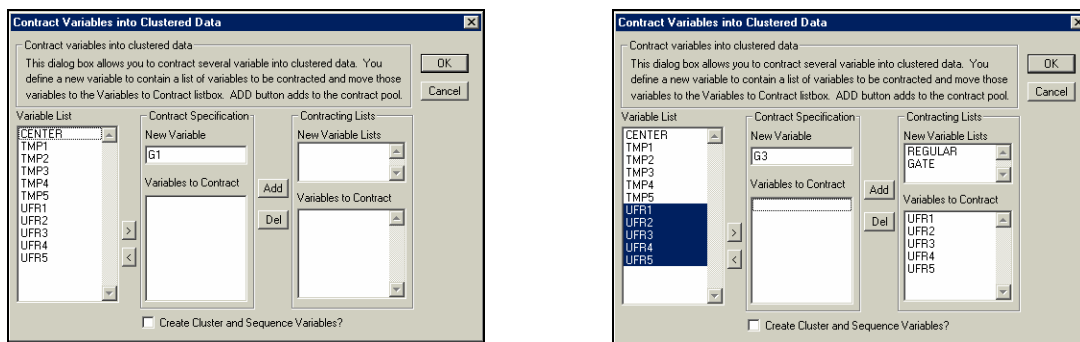 Contract Variables into Clustered Data
Contract variables into clustered data
This dialog box allows you to contract several variable into clustered data. You
define a new variable to contain a list of variables to be contracted and move those
variables to the Variables to Contract listbox. ADD button adds to the contract pool.
OK
Cancel
Variable List
CENTER
TMP1
TMP2
TMP3
TMP4
TMP5
UFR1
UFR2
UFR3
UFR4
UFR5
>
<
Contract Specification
New Variable
G1
Variables to Contract
Add
Del
Contracting Lists
New Variable Lists
Variables to Contract
Create Cluster and Sequence Variables?
Contract Variables into Clustered Data
Contract variables into clustered data
This dialog box allows you to contract several variable into clustered data. You
define a new variable to contain a list of variables to be contracted and move those
variables to the Variables to Contract listbox. ADD button adds to the contract pool.
OK
Cancel
Variable List
CENTER
TMP1
TMP2
TMP3
TMP4
TMP5
UFR1
UFR2
UFR3
UFR4
UFR5
>
<
Contract Specification
New Variable
G3
Variables to Contract
Add
Del
Contracting Lists
New Variable Lists
REGULAR
GATE
Variables to Contract
UFR1
UFR2
UFR3
UFR4
UFR5
Create Cluster and Sequence Variables?